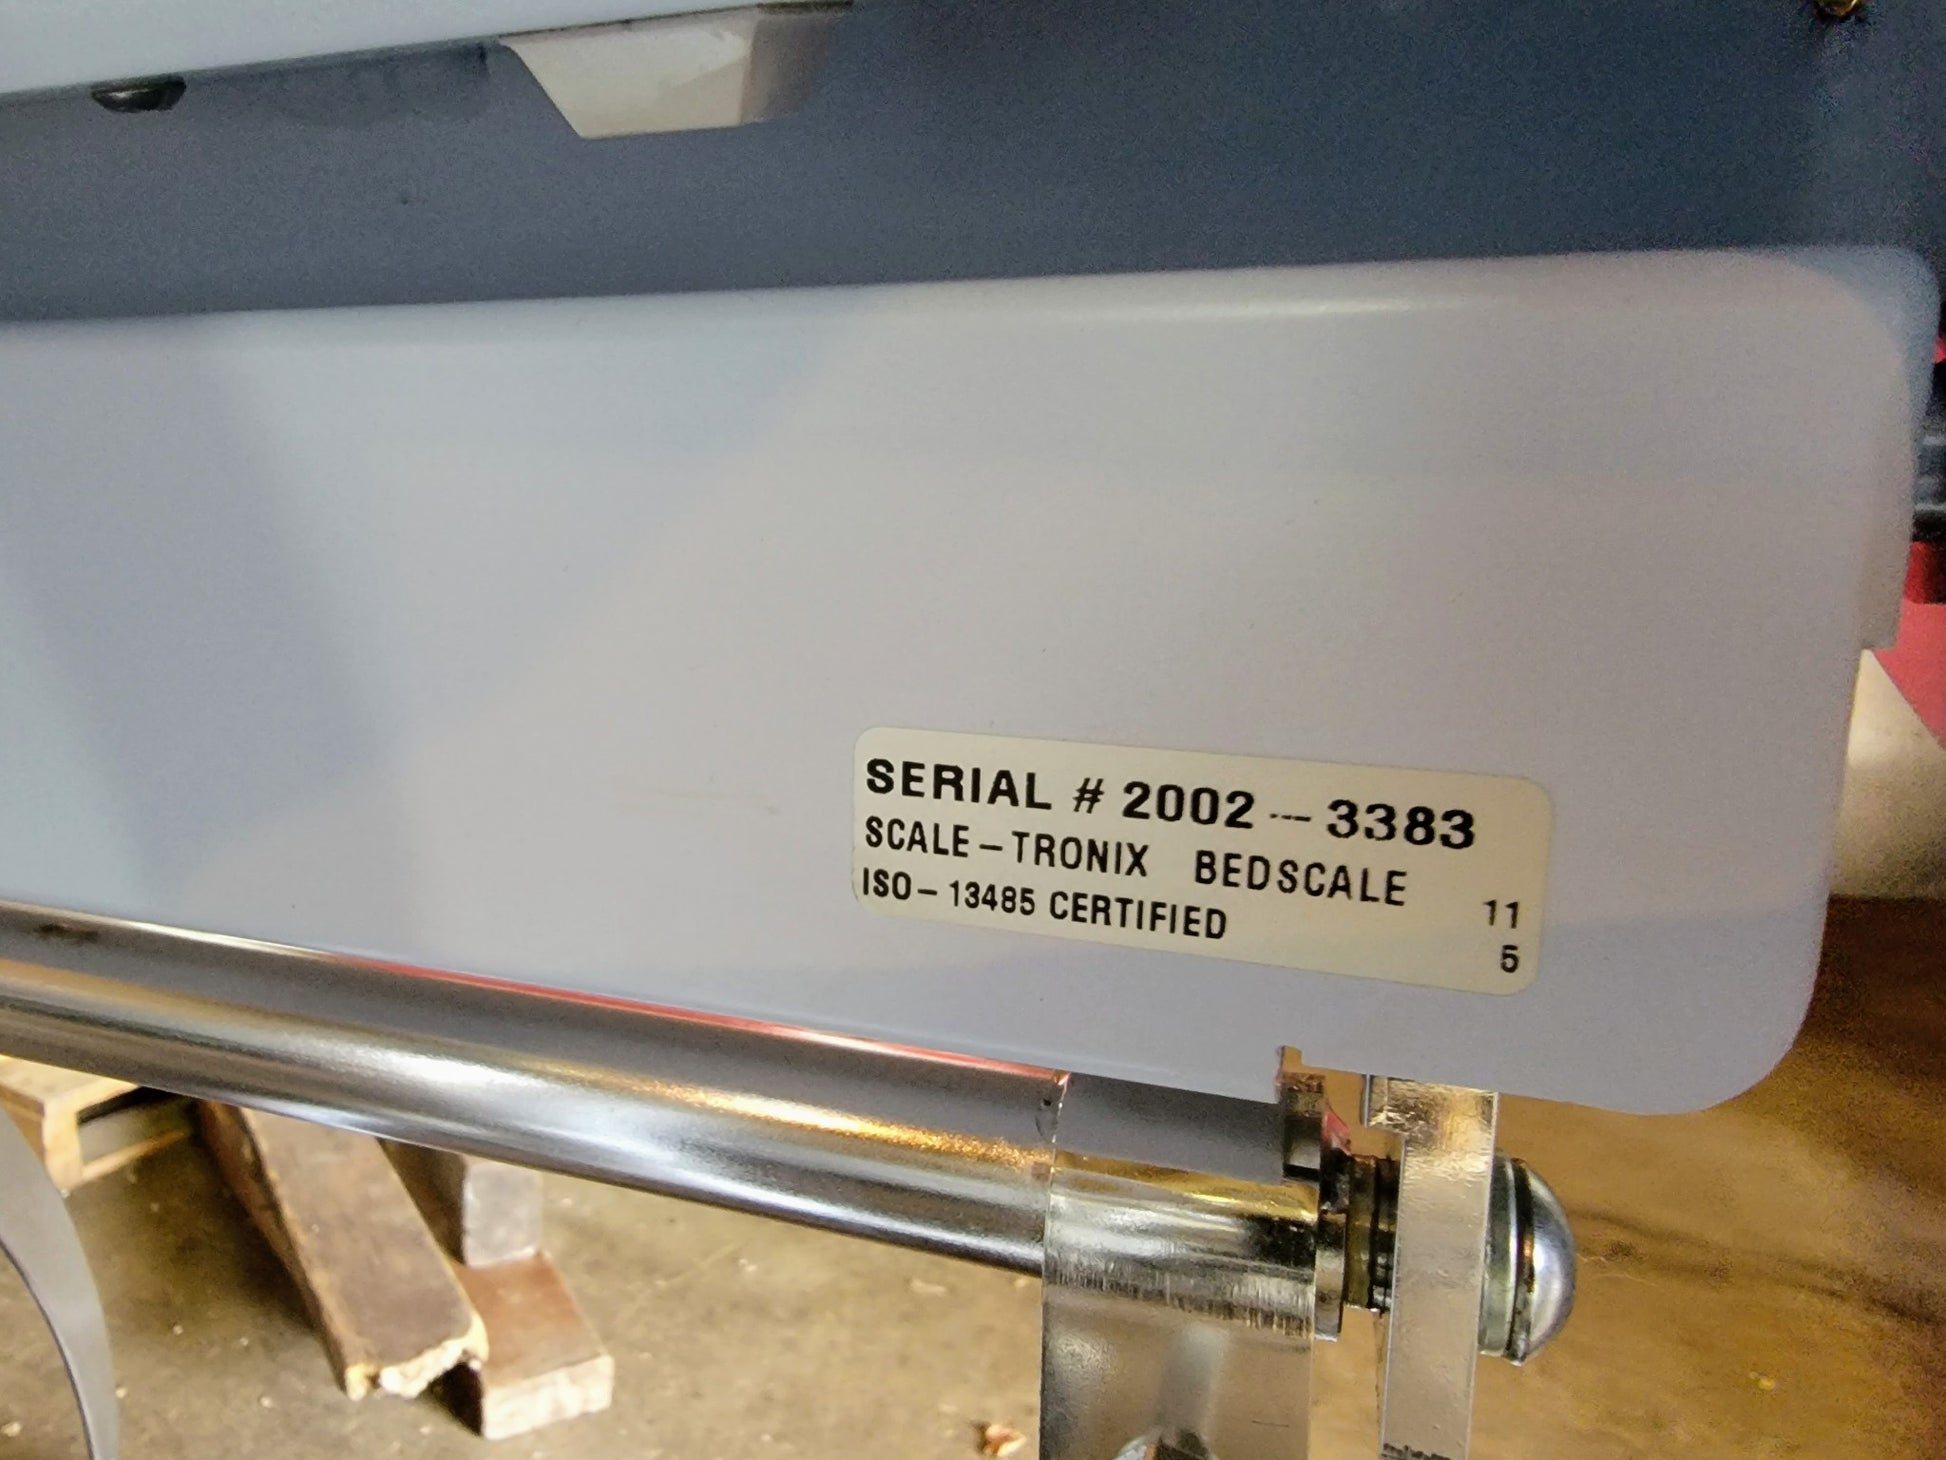 SERIAL # 2002---3383
SCALE-TRONIX BEDSCALE
ISO-13485 CERTIFIED
11
5